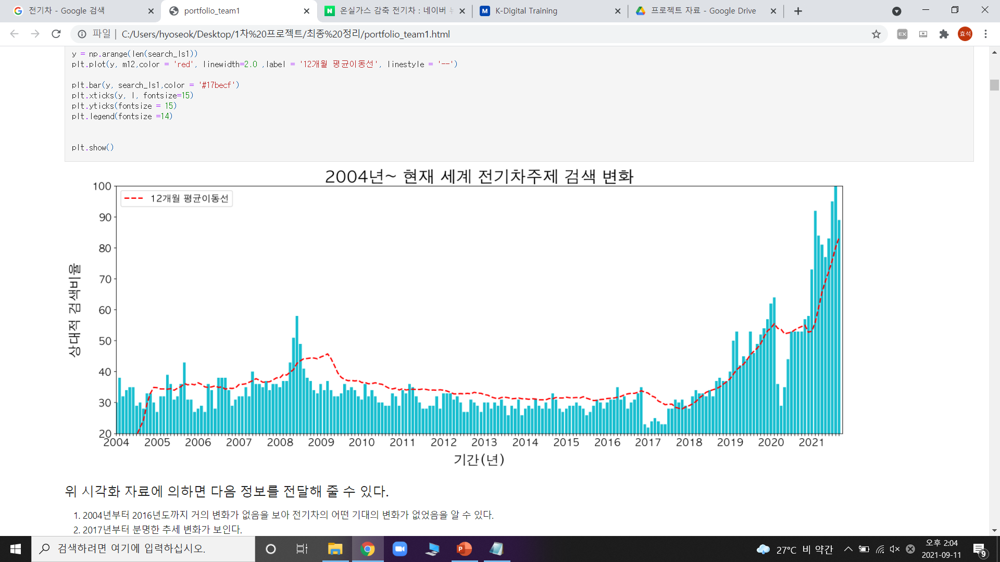 전기차 - Google 검색
portfolio_team1
온실가스 감축 전기차 : 네이버
K-Digital Training
프로젝트 자료 - Google Drive
파일 | C:/Users/hyoseok/Desktop/1차%20프로젝트/최종%20정리/portfolio_team1.html
EX
효석
y = np.arange(len(search_ls1))
plt.plot(y, m12,color = 'red', linewidth=2.0 ,label = '12개월 평균이동선', linestyle = '--')
plt.bar(y, search_ls1,color = '#17becf')
plt.xticks(y, l, fontsize=15)
plt.yticks(fontsize = 15)
plt.legend(fontsize =14)
plt.show()
2004년~ 현재 세계 전기차주제 검색 변화
12개월 평균이동선
100
90
80
70
60
50
40
30
20
상대적 검색비율
2004 2005 2006 2007 2008 2009 2010 2011 2012 2013 2014 2015 2016 2017 2018 2019 2020 2021
기간(년)
위 시각화 자료에 의하면 다음 정보를 전달해 줄 수 있다.
1. 2004년부터 2016년도까지 거의 변화가 없음을 보아 전기차의 어떤 기대의 변화가 없었음을 알 수 있다.
2. 2017년부터 분명한 추세 변화가 보인다.
검색하려면 여기에 입력하십시오.
27°C 비 약간
오후 2:04
2021-09-11
9